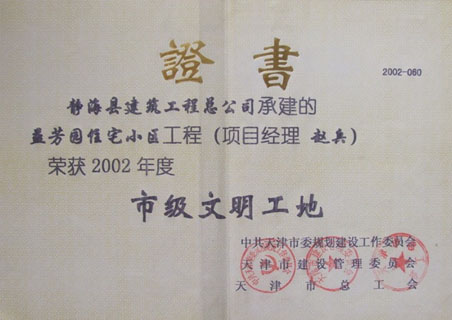 證書
2002-060
静海县建筑工程总公司承建的
益芳园住宅小区工程（项目经理 赵兵）
荣获2002年度
市级文明工地
中共天津市委规划建设工作委员会
天津市建设管理委员会
天津市总工会